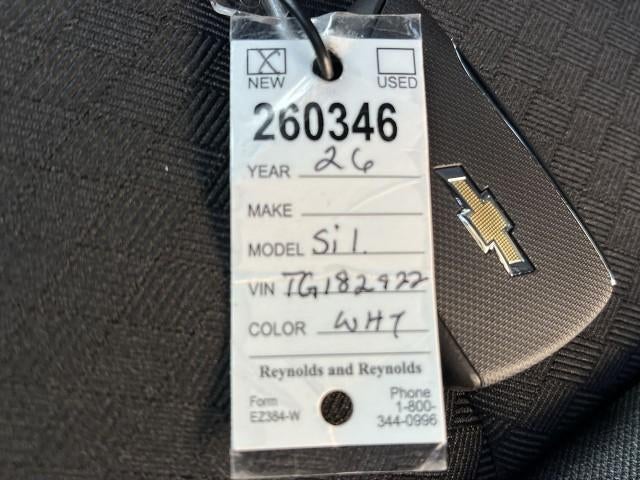 X
NEW USED
260346
YEAR 26
MAKE
MODEL Sil.
VIN TG182922
COLOR WHT
Reynolds and Reynolds
Form
EZ384-W
Phone
1-800-
344-0996